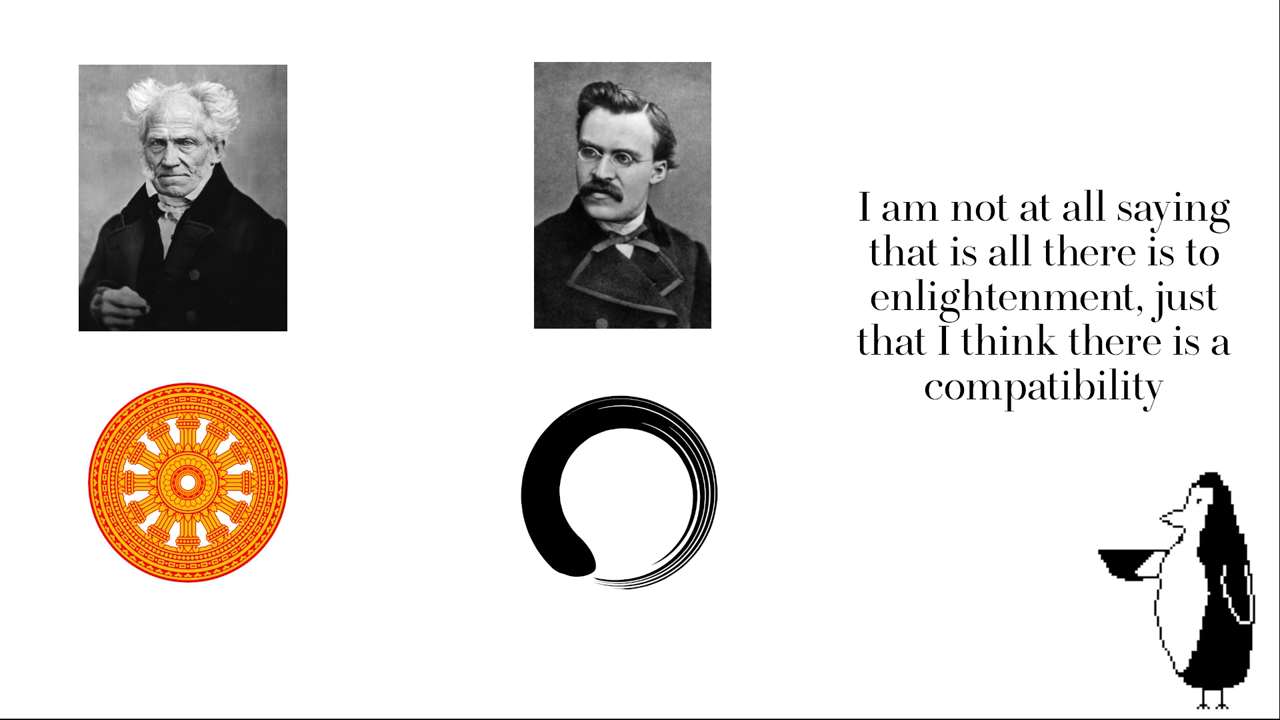 I am not at all saying
that is all there is to
enlightenment, just
that I think there is a
compatibility